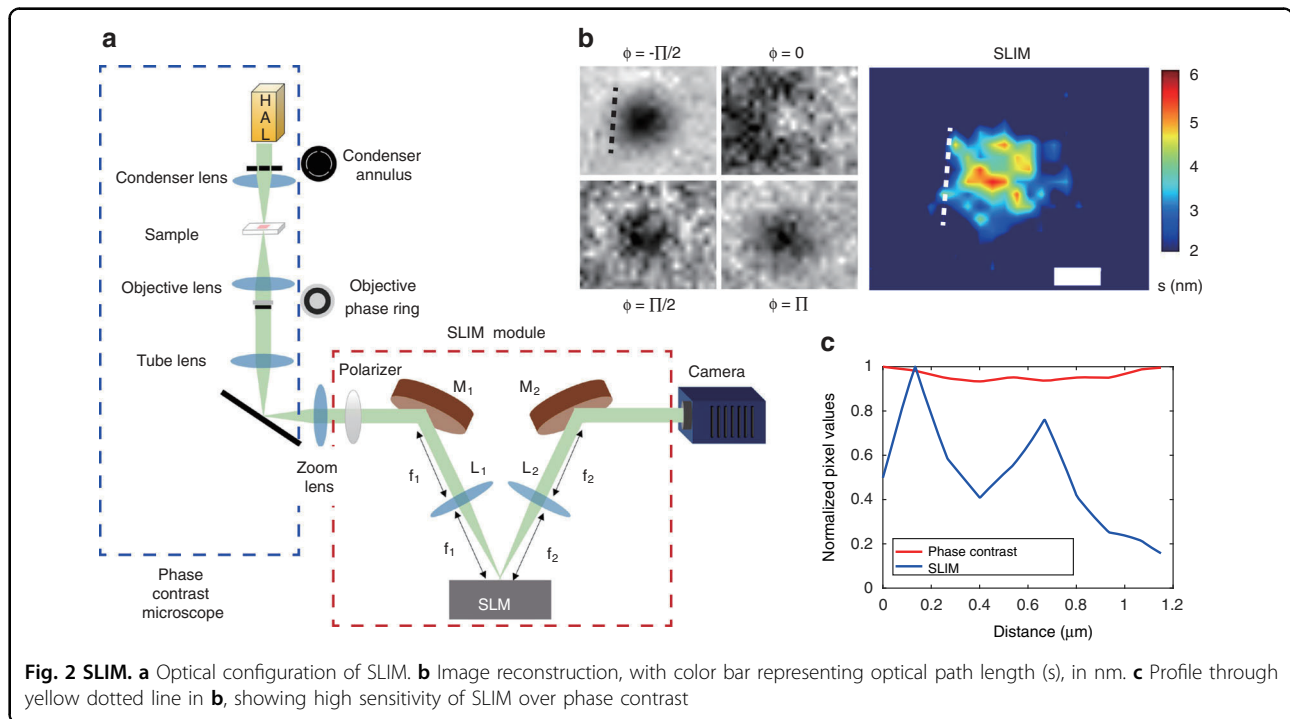 a
HAL
Condenser lens
Condenser
annulus
Sample
Objective lens
Objective
phase ring
Tube lens
Phase
contrast
microscope
SLIM module
Polarizer
Zoom
lens
M1
M2
Camera
f1
L1
L2
f2
f1
f2
SLM
b
ϕ = -Π/2
ϕ = 0
ϕ = Π/2
ϕ = Π
SLIM
6
5
4
3
2
s (nm)
c
Normalized pixel values
1
0.8
0.6
0.4
0.2
0
Phase contrast
SLIM
0
0.2
0.4
0.6
0.8
1
1.2
Distance (μm)
Fig. 2 SLIM. a Optical configuration of SLIM. b Image reconstruction, with color bar representing optical path length (s), in nm. c Profile through
yellow dotted line in b, showing high sensitivity of SLIM over phase contrast